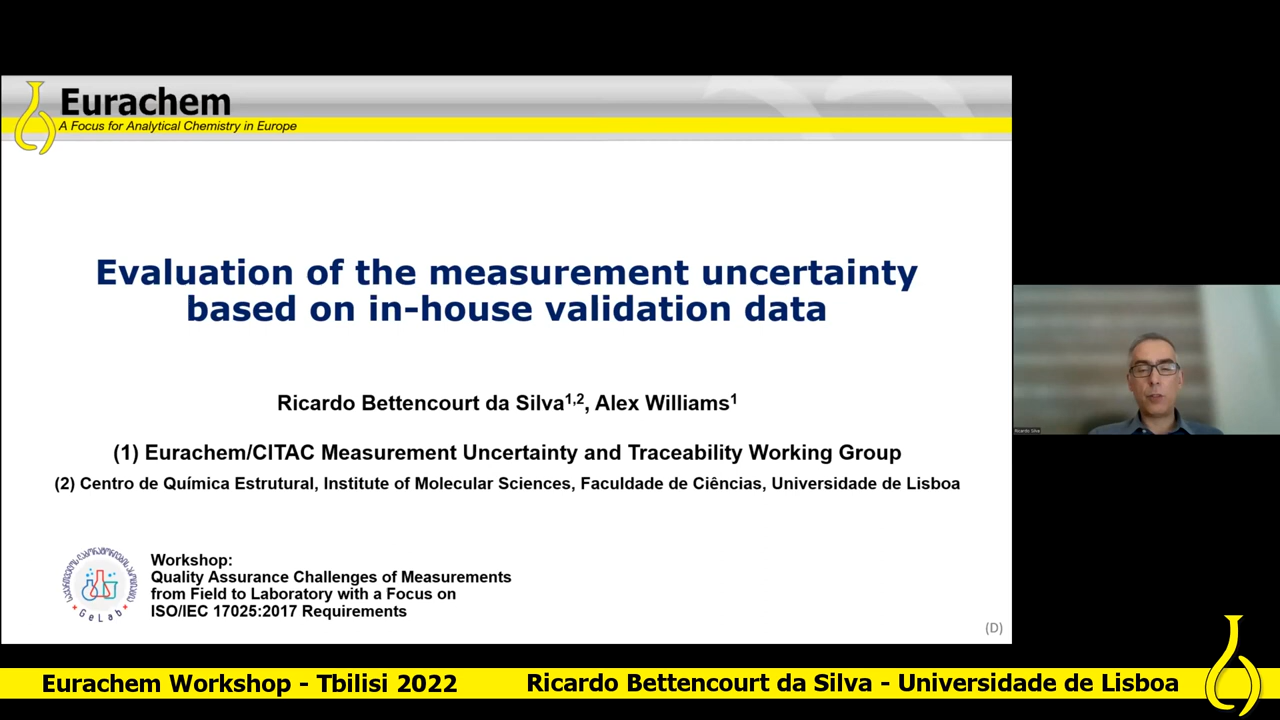 Eurachem
A Focus for Analytical Chemistry in Europe
Evaluation of the measurement uncertainty
based on in-house validation data
Ricardo Bettencourt da Silva1,2, Alex Williams1
(1) Eurachem/CITAC Measurement Uncertainty and Traceability Working Group
(2) Centro de Química Estrutural, Institute of Molecular Sciences, Faculdade de Ciências, Universidade de Lisboa
GeLab
Workshop:
Quality Assurance Challenges of Measurements
from Field to Laboratory with a Focus on
ISO/IEC 17025:2017 Requirements
(D)
Ricardo Silva
Eurachem Workshop - Tbilisi 2022
Ricardo Bettencourt da Silva - Universidade de Lisboa